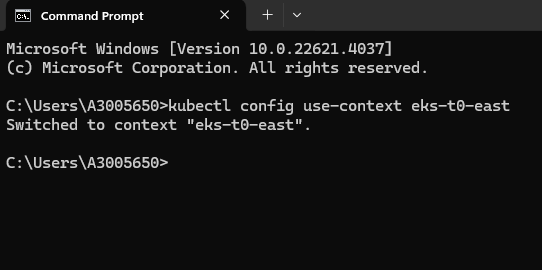 Command Prompt
Microsoft Windows [Version 10.0.22621.4037]
(c) Microsoft Corporation. All rights reserved.
C:\Users\A3005650>kubectl config use-context eks-t0-east
Switched to context "eks-t0-east".
C:\Users\A3005650>